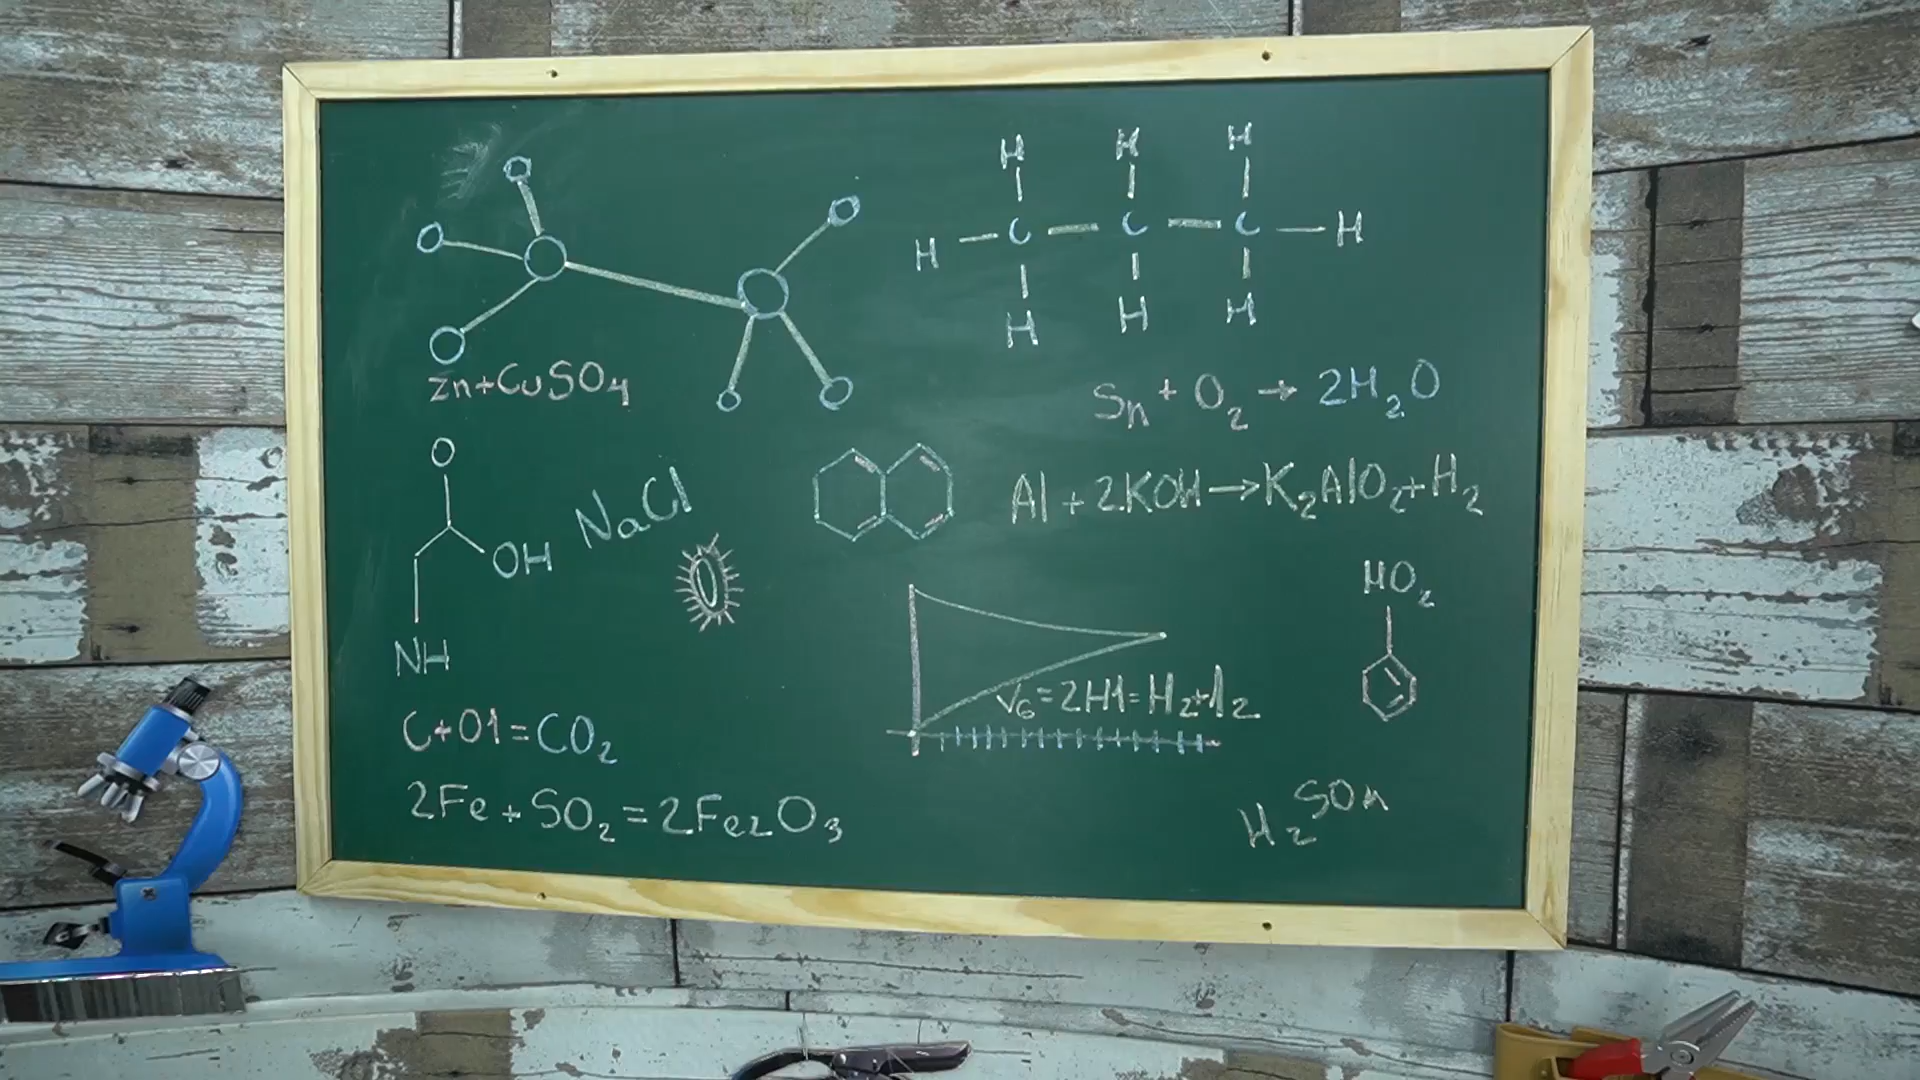 H H H
H C C C H
H H H
zn+CuSO4
Sn + O2 → 2H2O
O
OH
NH
NaCl
Al + 2KOH → K2AlO2 + H2
HO2
V6 = 2H1 = H2 + 12
C + O1 = CO2
2Fe + SO2 = 2Fe2O3
H2SO4